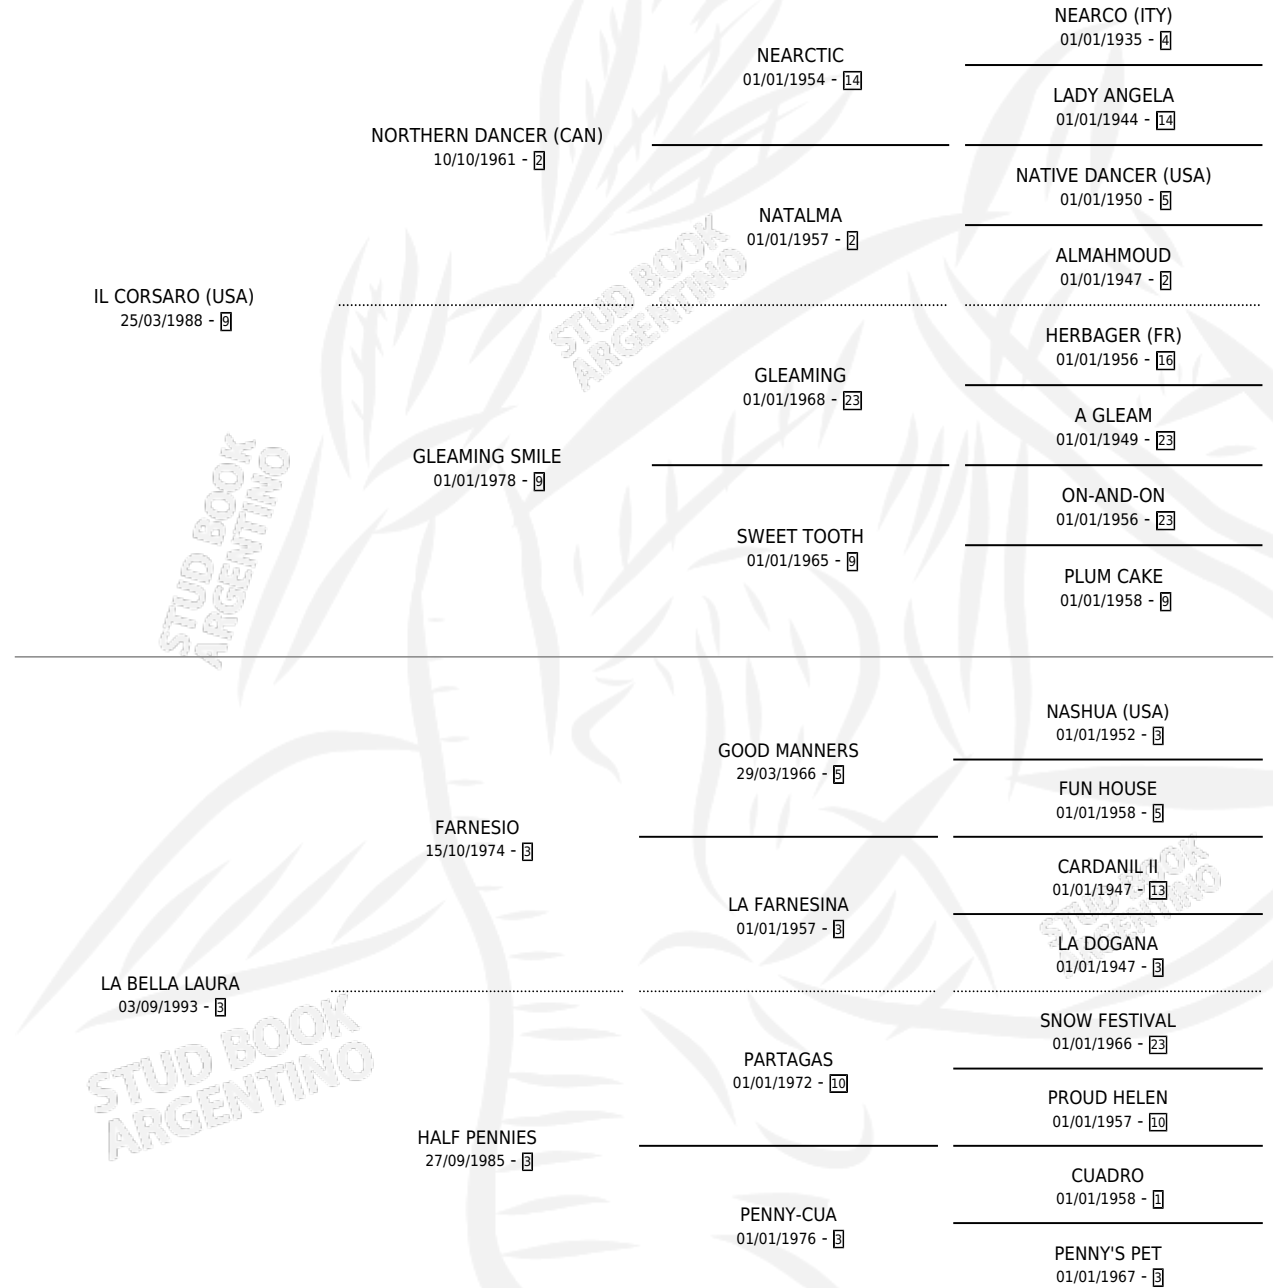 NEARCO (ITY)
01/01/1935 - 4
NEARCTIC
01/01/1954 - 14
LADY ANGELA
01/01/1944 - 14
NORTHERN DANCER (CAN)
10/10/1961 - 2
NATIVE DANCER (USA)
01/01/1950 - 5
NATALMA
01/01/1957 - 2
ALMAHMOUD
01/01/1947 - 2
IL CORSARO (USA)
25/03/1988 - 9
STUD BOOK
ARGENTINO
HERBAGER (FR)
01/01/1956 - 16
GLEAMING
01/01/1968 - 23
A GLEAM
01/01/1949 - 23
GLEAMING SMILE
01/01/1978 - 9
ON-AND-ON
01/01/1956 - 23
SWEET TOOTH
01/01/1965 - 9
PLUM CAKE
01/01/1958 - 9
STUD BOOK
ARGENTINO
NASHUA (USA)
01/01/1952 - 3
GOOD MANNERS
29/03/1966 - 5
FUN HOUSE
01/01/1958 - 5
FARNESIO
15/10/1974 - 3
CARDANIL II
01/01/1947 - 13
LA FARNESINA
01/01/1957 - 3
STUD BOOK
ARGENTINO
LA DOGANA
01/01/1947 - 3
LA BELLA LAURA
03/09/1993 - 3
SNOW FESTIVAL
01/01/1966 - 23
PARTAGAS
01/01/1972 - 10
PROUD HELEN
01/01/1957 - 10
STUD BOOK
ARGENTINO
HALF PENNIES
27/09/1985 - 3
CUADRO
01/01/1958 - 1
PENNY-CUA
01/01/1976 - 3
PENNY'S PET
01/01/1967 - 3